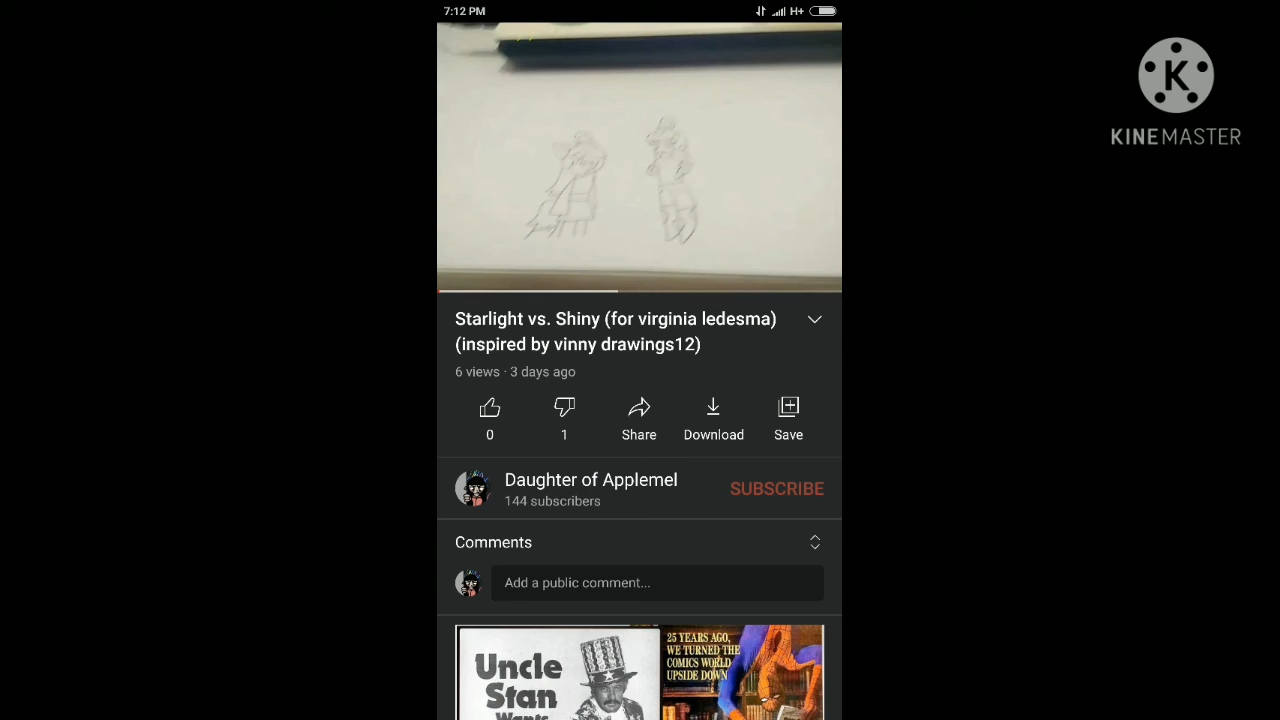 7:12 PM
H+
KINEMASTER
K
Starlight vs. Shiny (for virginia ledesma)
(inspired by vinny drawings12)
6 views · 3 days ago
0
1
Share
Download
Save
Daughter of Applemel
144 subscribers
SUBSCRIBE
Comments
Add a public comment...
Uncle
Stan
Wants
25 YEARS AGO,
WE TURNED THE
COMICS WORLD
UPSIDE DOWN